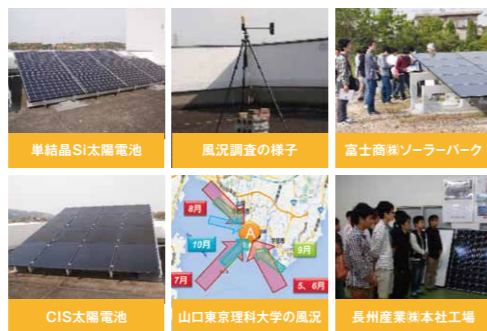 単結晶Si太陽電池
風況調査の様子
富士商㈱ソーラーパーク
8月
10月
A
9月
7月
5、6月
CIS太陽電池
山口東京理科大学の風況
長州産業㈱本社工場